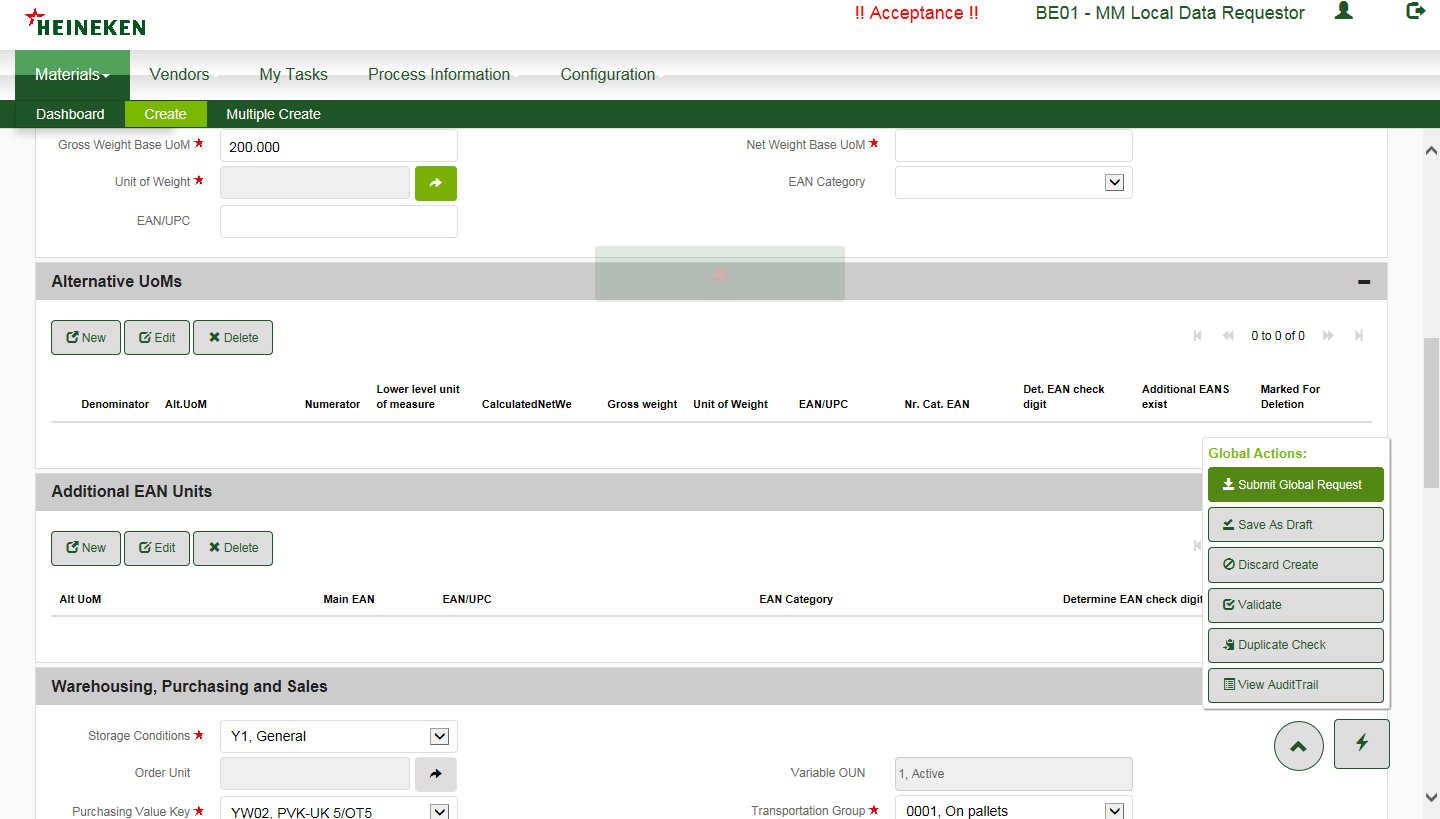 HEINEKEN
!! Acceptance !!
BE01 - MM Local Data Requestor
Materials
Vendors
My Tasks
Process Information
Configuration
Dashboard
Create
Multiple Create
Gross Weight Base UoM
200.000
Net Weight Base UoM
Unit of Weight
EAN Category
EAN/UPC
Alternative UoMs
New
Edit
Delete
0 to 0 of 0
Denominator
Alt.UoM
Numerator
Lower level unit
of measure
CalculatedNetWe
Gross weight
Unit of Weight
EAN/UPC
Nr. Cat. EAN
Det. EAN check
digit
Additional EANS
exist
Marked For
Deletion
Global Actions:
Submit Global Request
Save As Draft
Discard Create
Validate
Duplicate Check
View AuditTrail
Additional EAN Units
New
Edit
Delete
Alt UoM
Main EAN
EAN/UPC
EAN Category
Determine EAN check digit
Warehousing, Purchasing and Sales
Storage Conditions
Y1, General
Order Unit
Variable OUN
1, Active
Purchasing Value Key
YW02, PVK-UK 5/OT5
Transportation Group
0001, On pallets